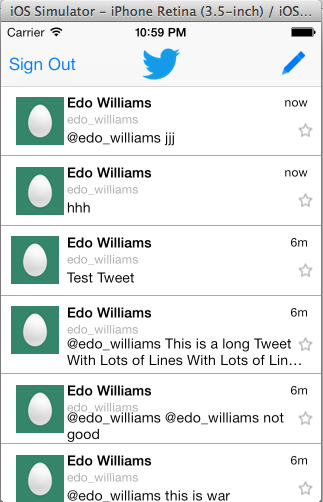 iOS Simulator – iPhone Retina (3.5-inch) / iOS...
Carrier 10:59 PM
Sign Out
Edo Williams now
edo_williams
@edo_williams jjj
Edo Williams now
edo_williams
hhh
Edo Williams 6m
edo_williams
Test Tweet
Edo Williams 6m
edo_williams
@edo_williams This is a long Tweet
With Lots of Lines With Lots of Lin...
Edo Williams 6m
edo_williams
@edo_williams @edo_williams not
good
Edo Williams 6m
edo_williams
@edo_williams this is war